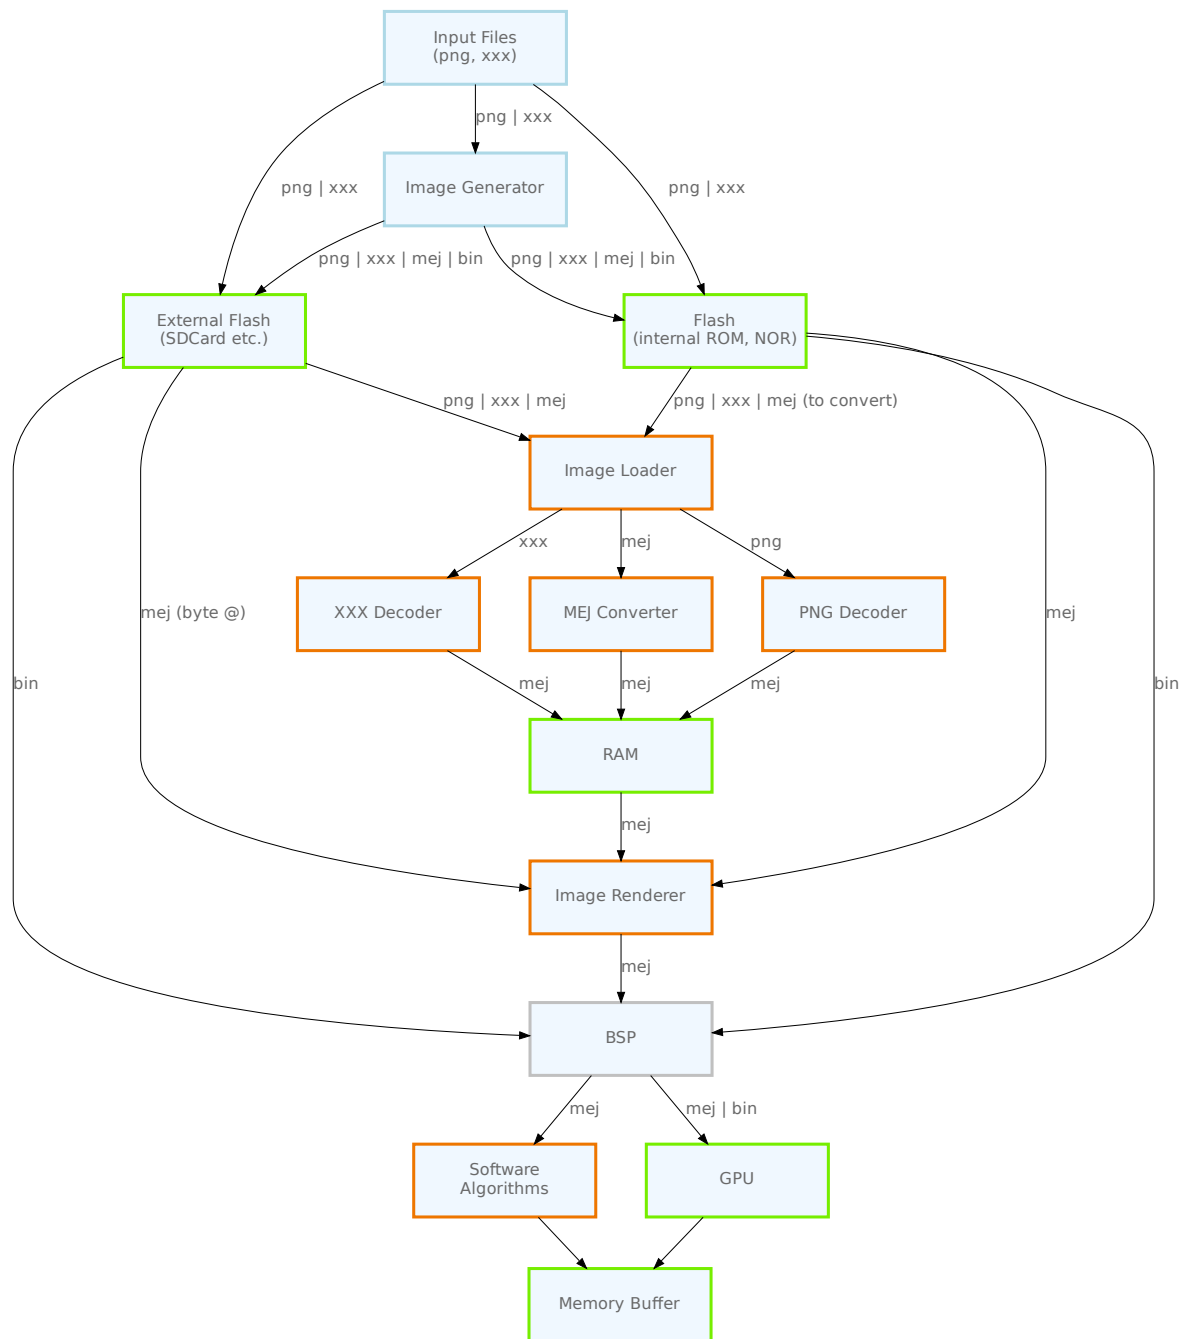 Input Files
(png, xxx)
png | xxx
Image Generator
png | xxx
png | xxx
png | xxx | mej | bin
png | xxx | mej | bin
External Flash
(SDCard etc.)
Flash
(internal ROM, NOR)
png | xxx | mej
png | xxx | mej (to convert)
Image Loader
xxx
mej
png
mej (byte @)
XXX Decoder
MEJ Converter
PNG Decoder
mej
bin
mej
mej
mej
bin
RAM
mej
Image Renderer
mej
BSP
mej
mej | bin
Software
Algorithms
GPU
Memory Buffer